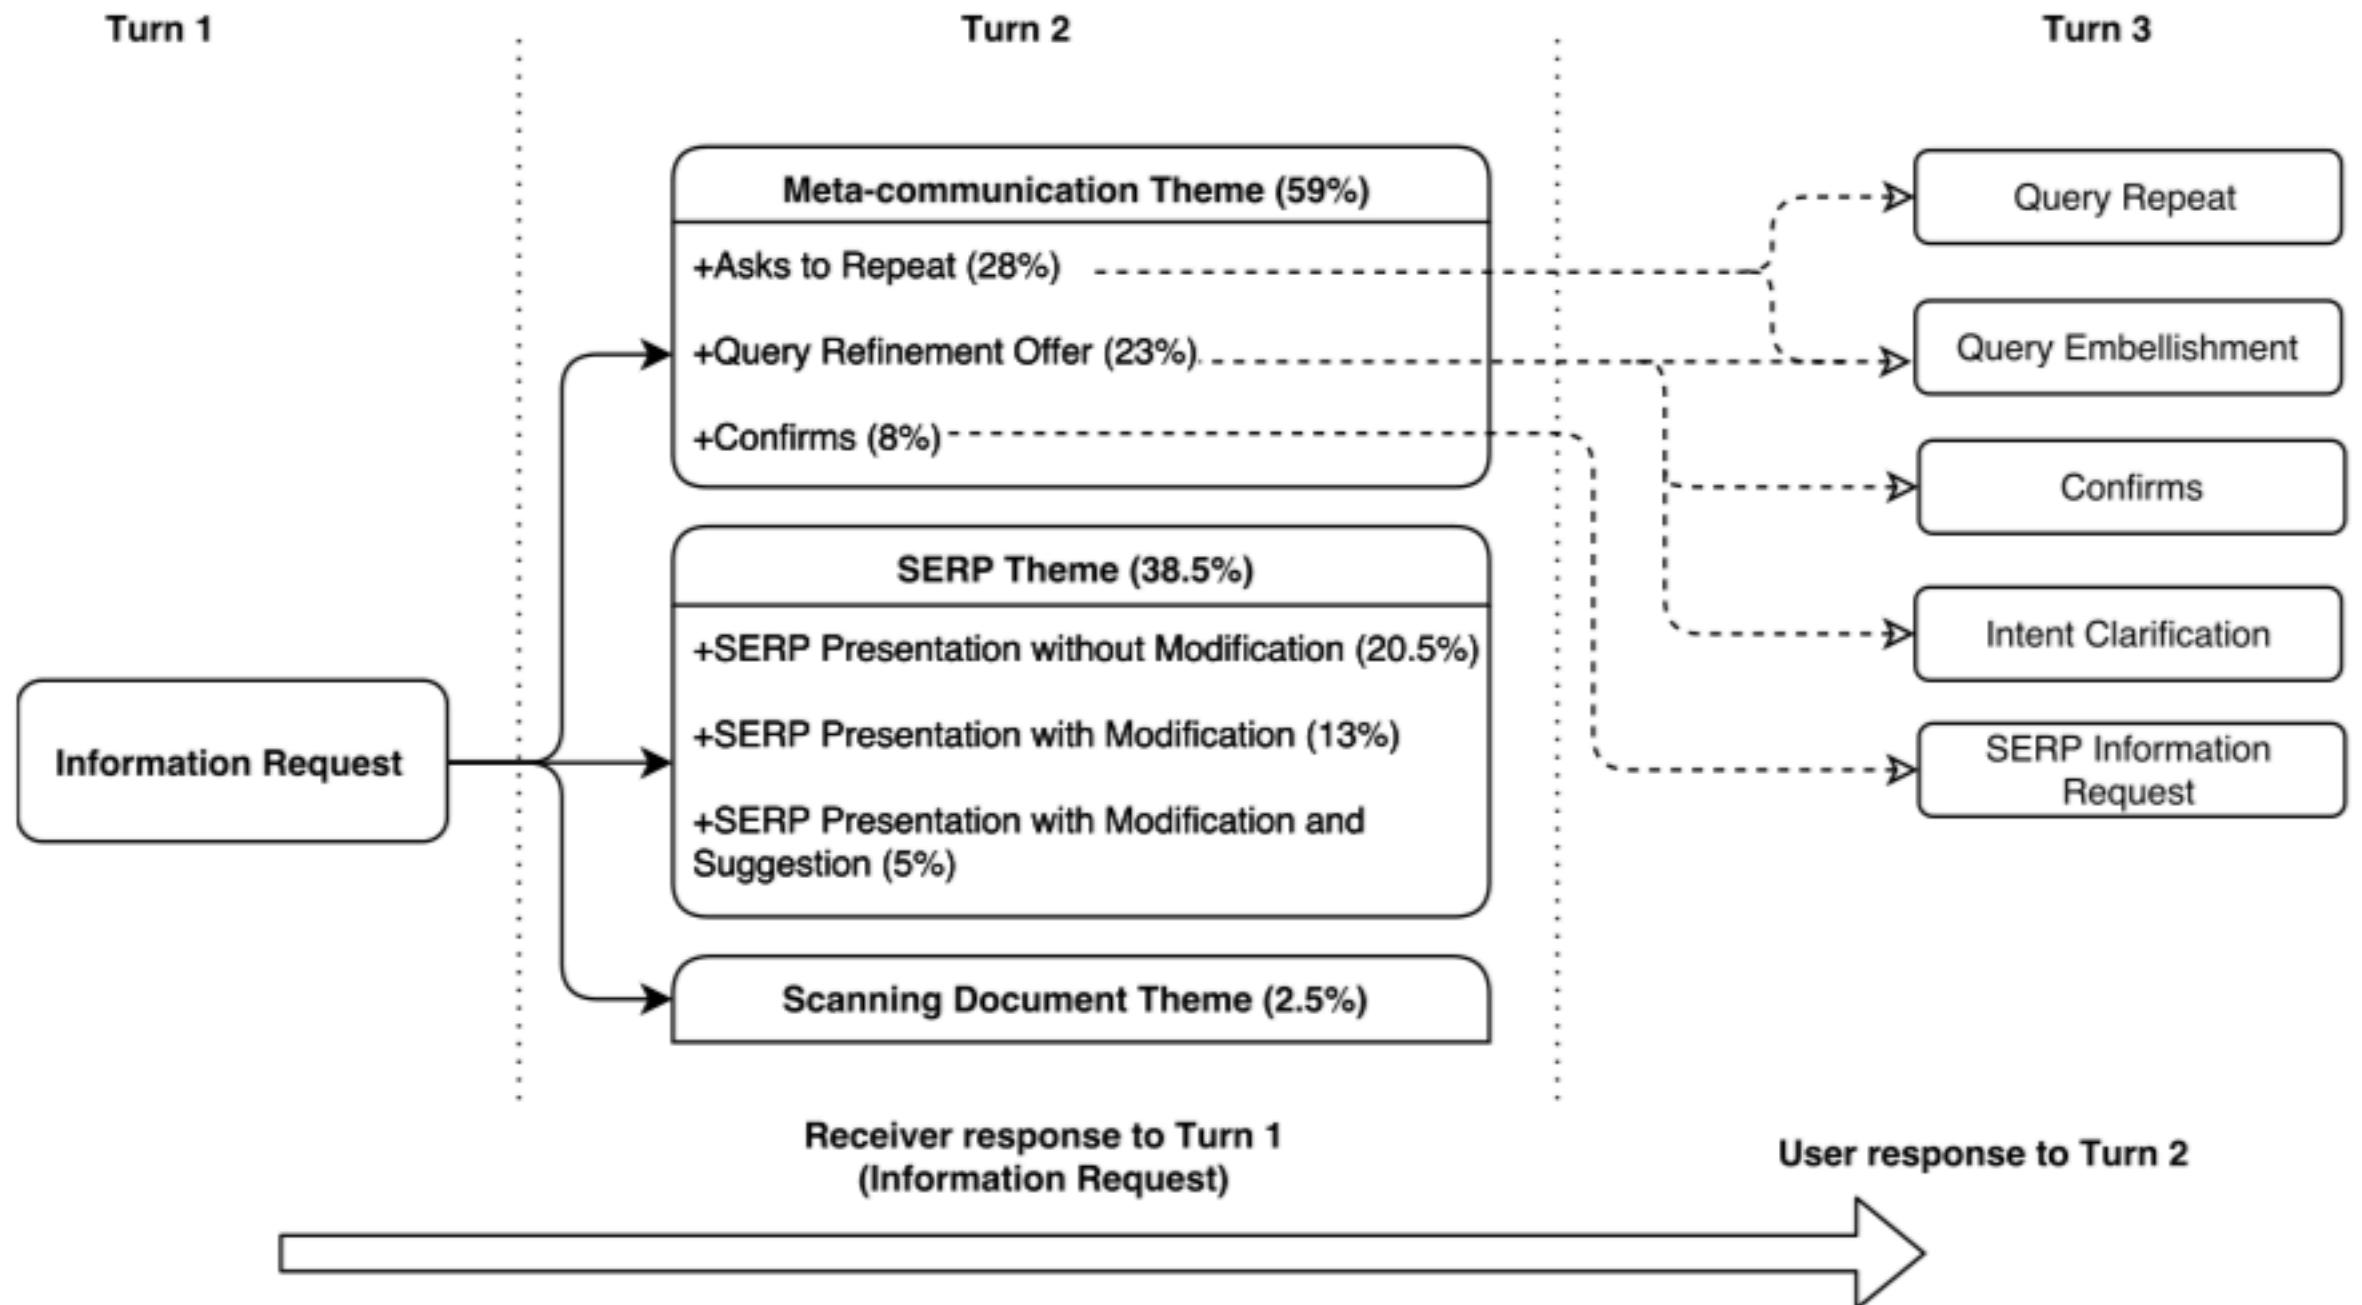 Turn 1
Turn 2
Turn 3
Meta-communication Theme (59%)
+Asks to Repeat (28%)
+Query Refinement Offer (23%)
+Confirms (8%)
SERP Theme (38.5%)
+SERP Presentation without Modification (20.5%)
+SERP Presentation with Modification (13%)
+SERP Presentation with Modification and
Suggestion (5%)
Scanning Document Theme (2.5%)
Information Request
Query Repeat
Query Embellishment
Confirms
Intent Clarification
SERP Information
Request
Receiver response to Turn 1
(Information Request)
User response to Turn 2